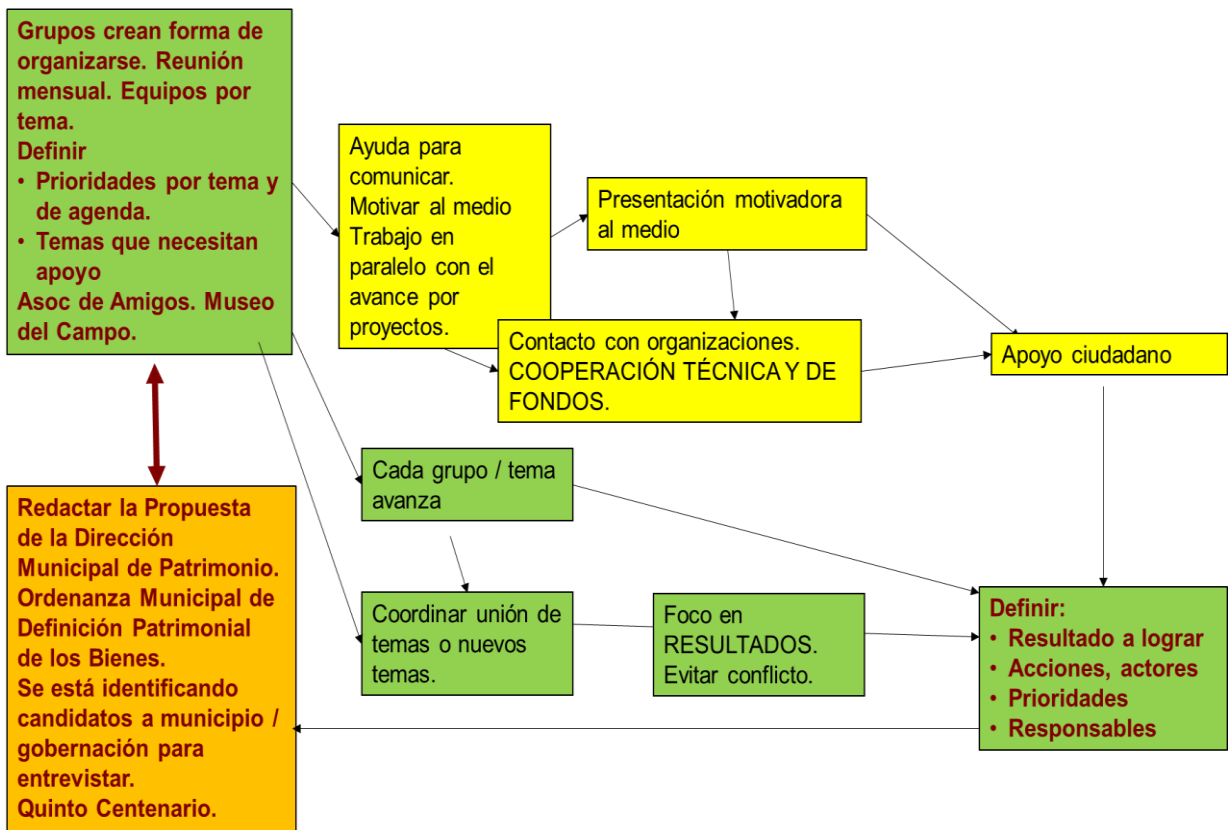 Grupos crean forma de
organizarse. Reunión
mensual. Equipos por
tema.
Definir
• Prioridades por tema y
de agenda.
• Temas que necesitan
apoyo
Asoc de Amigos. Museo
del Campo.
Ayuda para
comunicar.
Motivar al medio
Trabajo en
paralelo con el
avance por
proyectos.
Presentación motivadora
al medio
Contacto con organizaciones.
COOPERACIÓN TÉCNICA Y DE
FONDOS.
Apoyo ciudadano
Cada grupo / tema
avanza
Redactar la Propuesta
de la Dirección
Municipal de Patrimonio.
Ordenanza Municipal de
Definición Patrimonial
de los Bienes.
Se está identificando
candidatos a municipio /
gobernación para
entrevistar.
Quinto Centenario.
Coordinar unión de
temas o nuevos
temas.
Foco en
RESULTADOS.
Evitar conflicto.
Definir:
• Resultado a lograr
• Acciones, actores
• Prioridades
• Responsables